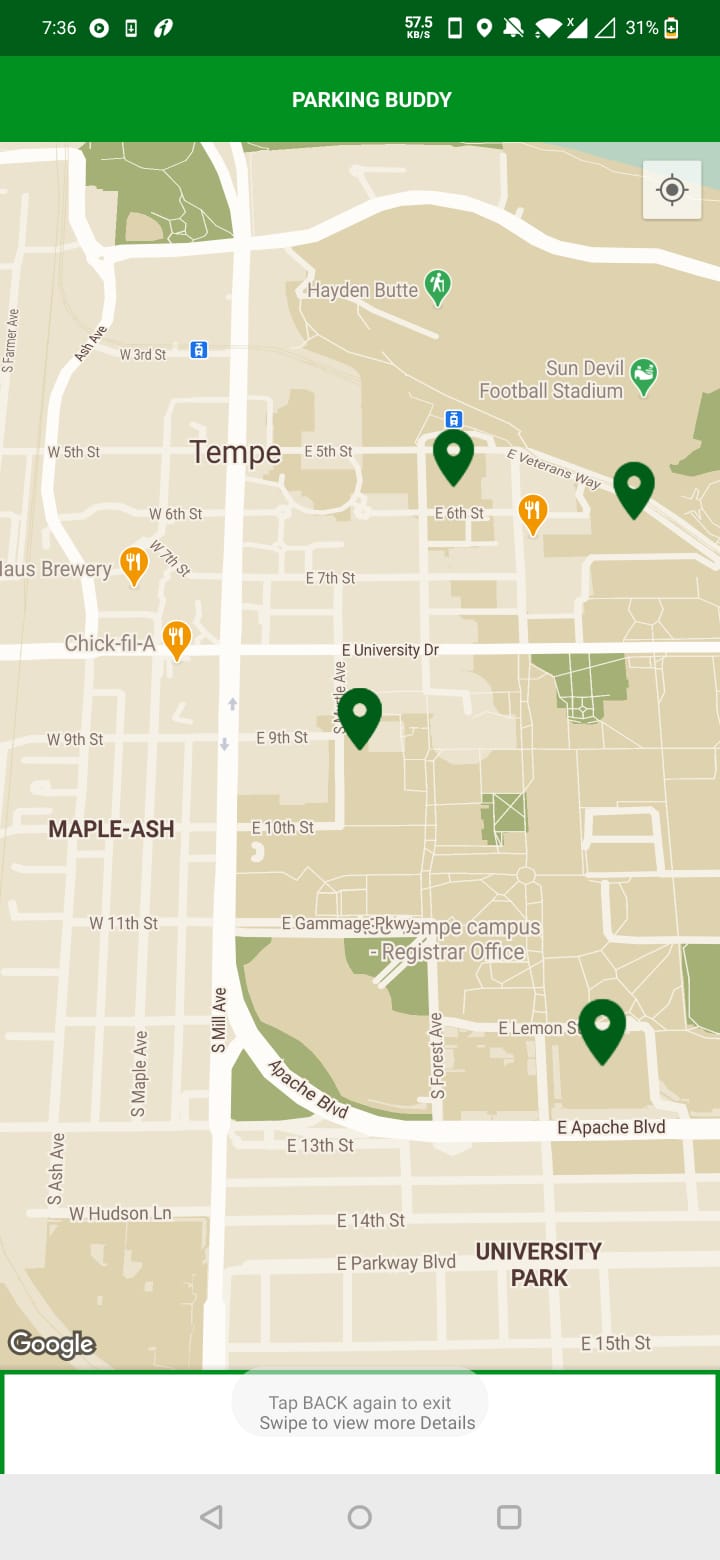 7:36
57.5
KB/S
X
31%
PARKING BUDDY
Hayden Butte
S Farmer Ave
Ash Ave
W 3rd St
Sun Devil
Football Stadium
W 5th St
Tempe
E 5th St
E Veterans Way
W 6th St
E 6th St
W 7th St
Brewery
E 7th St
Chick-fil-A
E University Dr
Ave
W 9th St
E 9th St
MAPLE-ASH
E 10th St
W 11th St
E Gammage Pkwy
campus
- Registrar Office
S Mill Ave
S Maple Ave
S Forest Ave
E Lemon St
Apache Blvd
E Apache Blvd
S Ash Ave
E 13th St
W Hudson Ln
E 14th St
UNIVERSITY
PARK
E Parkway Blvd
Google
E 15th St
Tap BACK again to exit
Swipe to view more Details